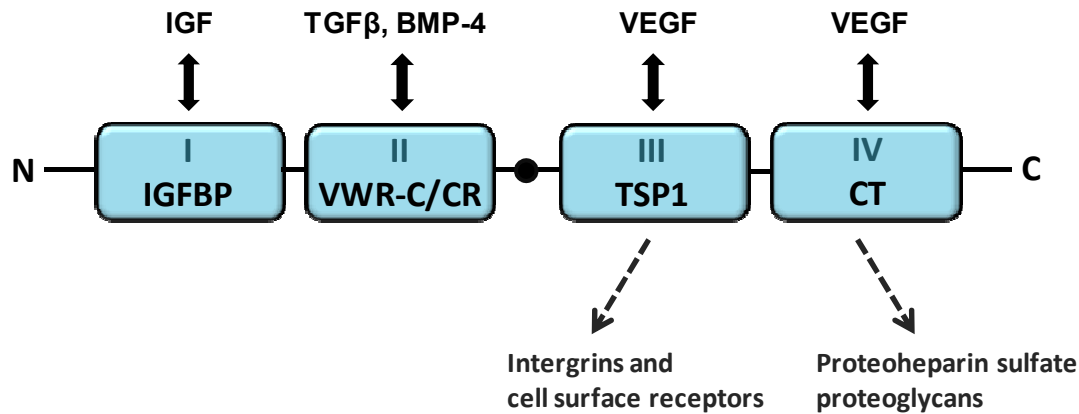 IGF
TGFβ, BMP-4
VEGF
VEGF
N
I
IGFBP
II
VWR-C/CR
III
TSP1
IV
CT
C
Intergrins and
cell surface receptors
Proteoheparin sulfate
proteoglycans